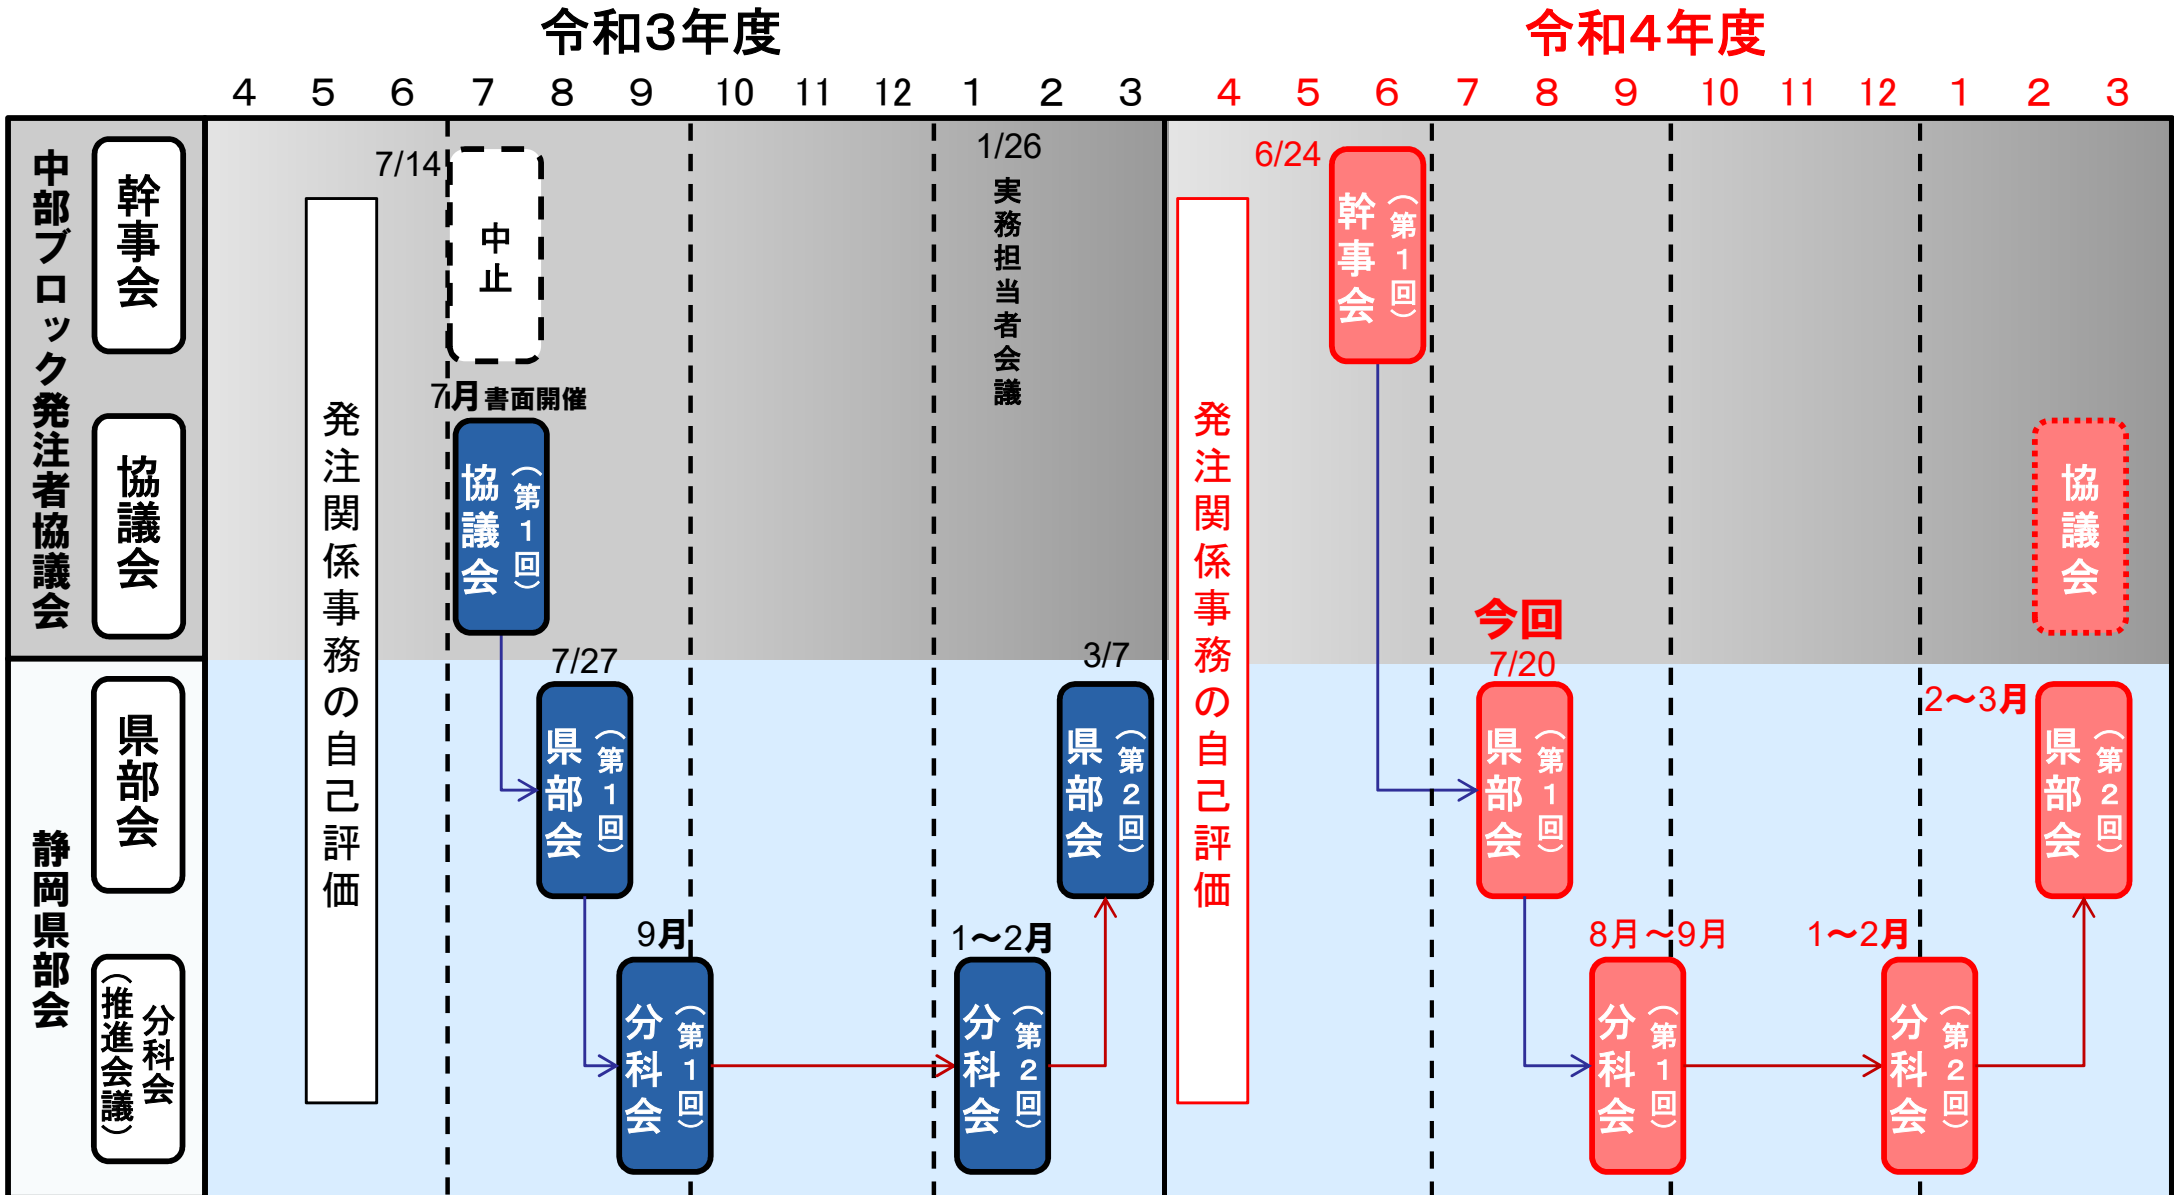 令和3年度
令和4年度
4 5 6 7 8 9 10 11 12 1 2 3
4 5 6 7 8 9 10 11 12 1 2 3
中部ブロック発注者協議会
幹事会
協議会
静岡県部会
県部会
分科会
(推進会議)
発注関係事務の自己評価
7/14
中止
7月書面開催
協議会
(第1回)
7/27
県部会
(第1回)
9月
分科会
(第1回)
1/26
実務担当者会議
1～2月
分科会
(第2回)
3/7
県部会
(第2回)
発注関係事務の自己評価
6/24
幹事会
(第1回)
今回
7/20
県部会
(第1回)
8月～9月
分科会
(第1回)
1～2月
分科会
(第2回)
協議会
2～3月
県部会
(第2回)